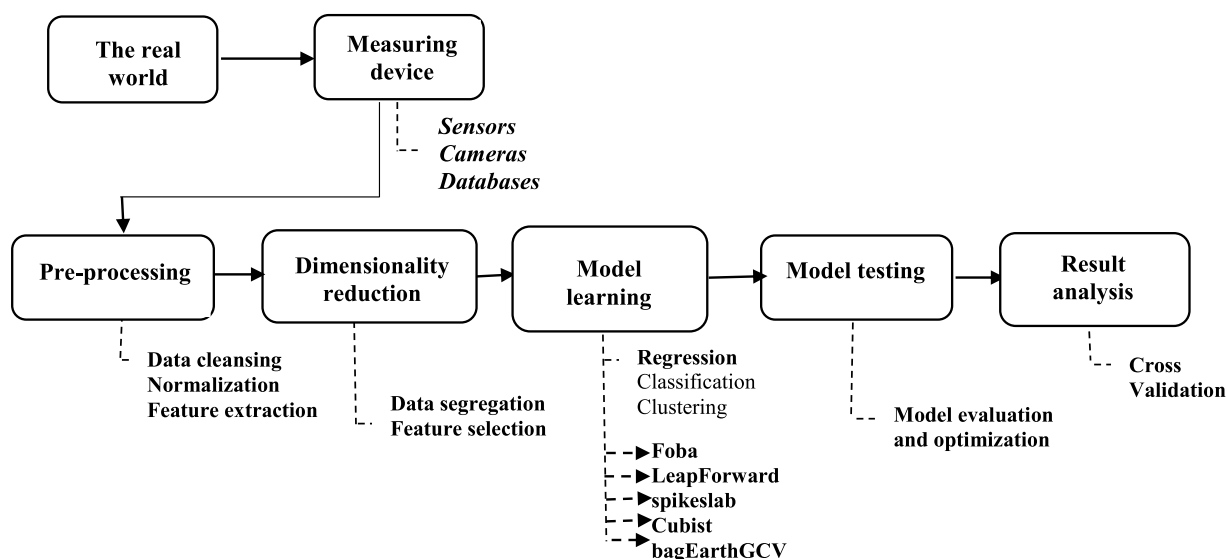 The real
world
Measuring
device
Sensors
Cameras
Databases
Pre-processing
Dimensionality
reduction
Model
learning
Model testing
Result
analysis
Data cleansing
Normalization
Feature extraction
Data segregation
Feature selection
Regression
Classification
Clustering
Foba
LeapForward
spikeslab
Cubist
bagEarthGCV
Model evaluation
and optimization
Cross
Validation